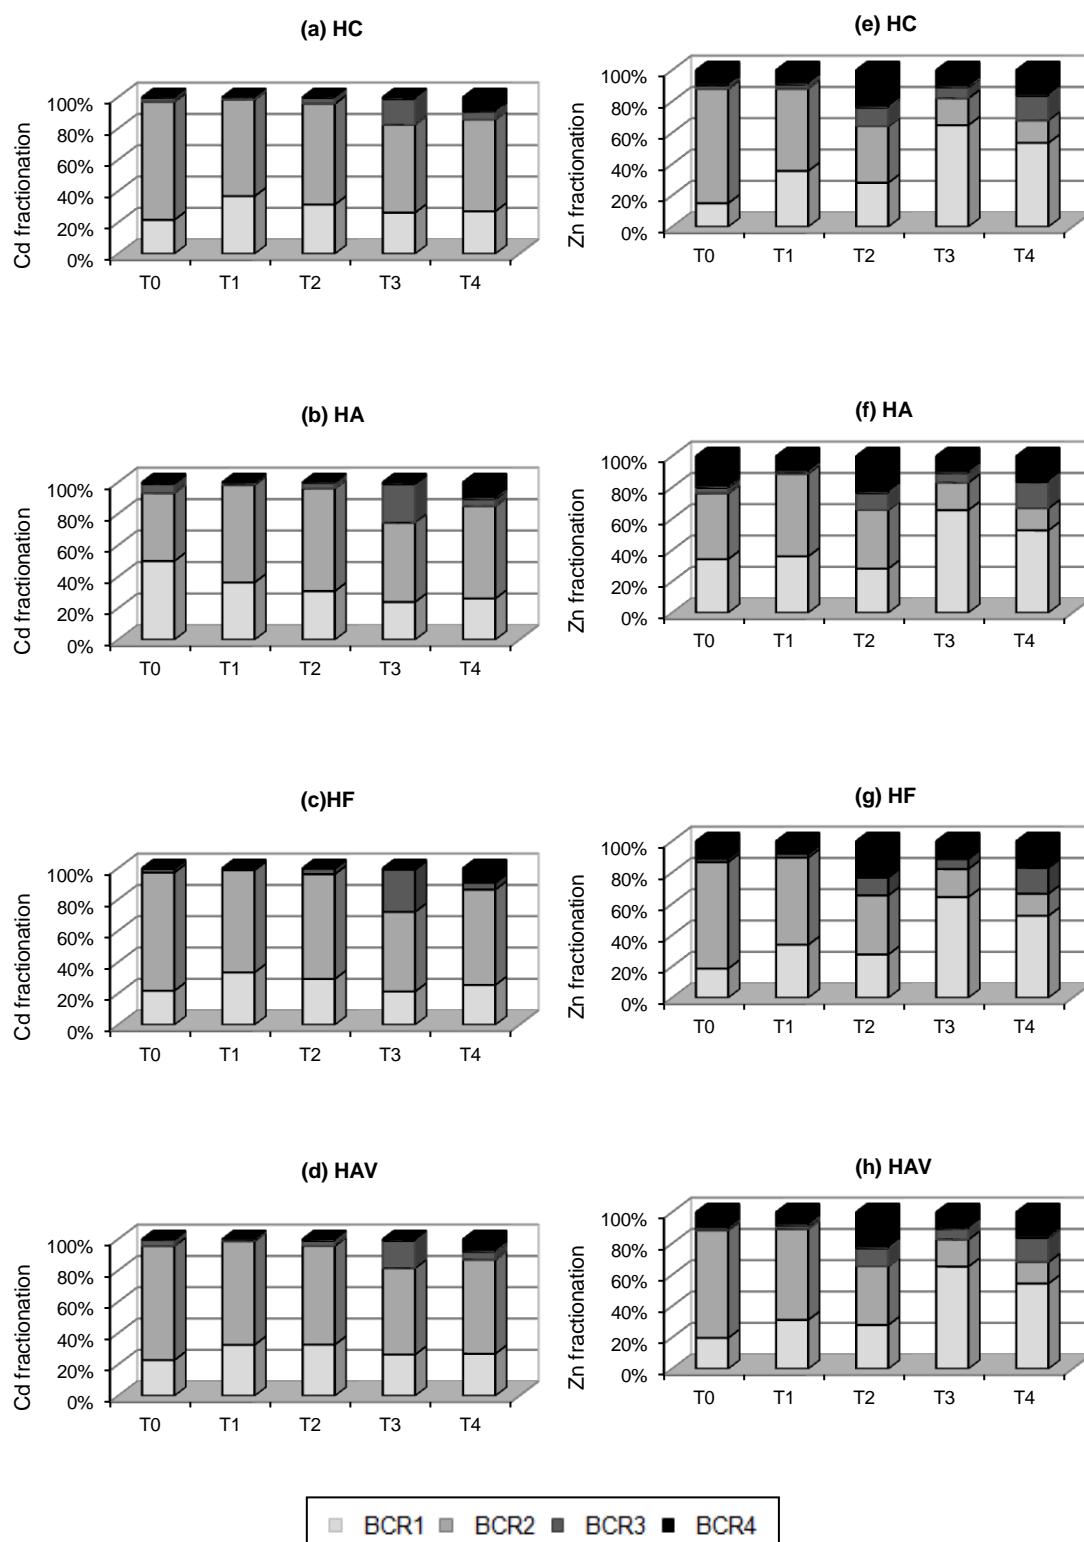 (a) HC
Cd fractionation
100%
80%
60%
40%
20%
0%
T0 T1 T2 T3 T4
(e) HC
Zn fractionation
100%
80%
60%
40%
20%
0%
T0 T1 T2 T3 T4
(b) HA
Cd fractionation
100%
80%
60%
40%
20%
0%
T0 T1 T2 T3 T4
(f) HA
Zn fractionation
100%
80%
60%
40%
20%
0%
T0 T1 T2 T3 T4
(c)HF
Cd fractionation
100%
80%
60%
40%
20%
0%
T0 T1 T2 T3 T4
(g) HF
Zn fractionation
100%
80%
60%
40%
20%
0%
T0 T1 T2 T3 T4
(d) HAV
Cd fractionation
100%
80%
60%
40%
20%
0%
T0 T1 T2 T3 T4
(h) HAV
Zn fractionation
100%
80%
60%
40%
20%
0%
T0 T1 T2 T3 T4
BCR1 BCR2 BCR3 BCR4